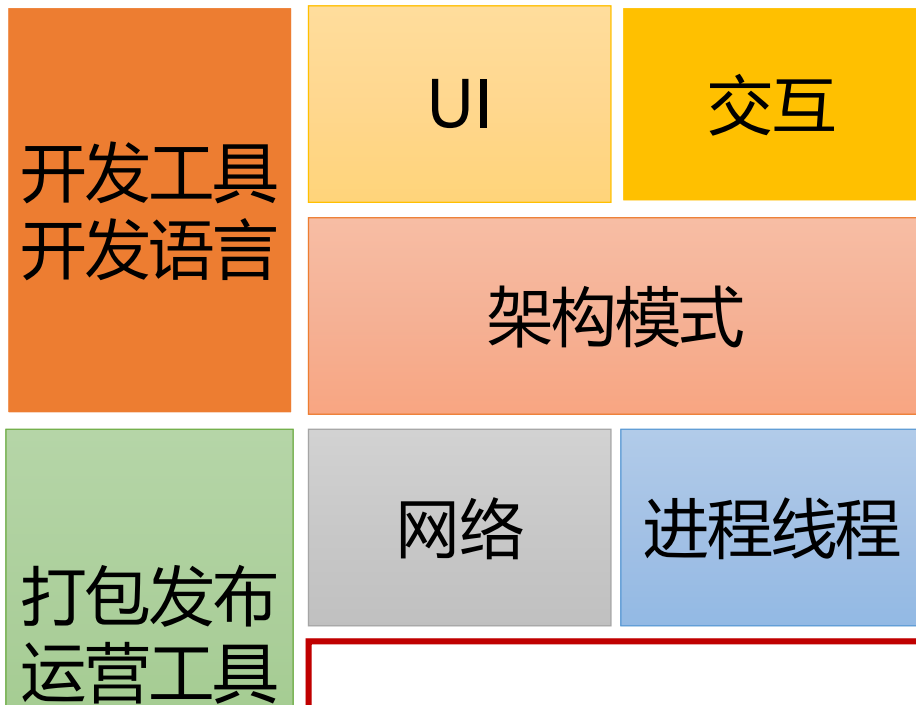 开发工具
开发语言
UI
交互
架构模式
打包发布
运营工具
网络
进程线程